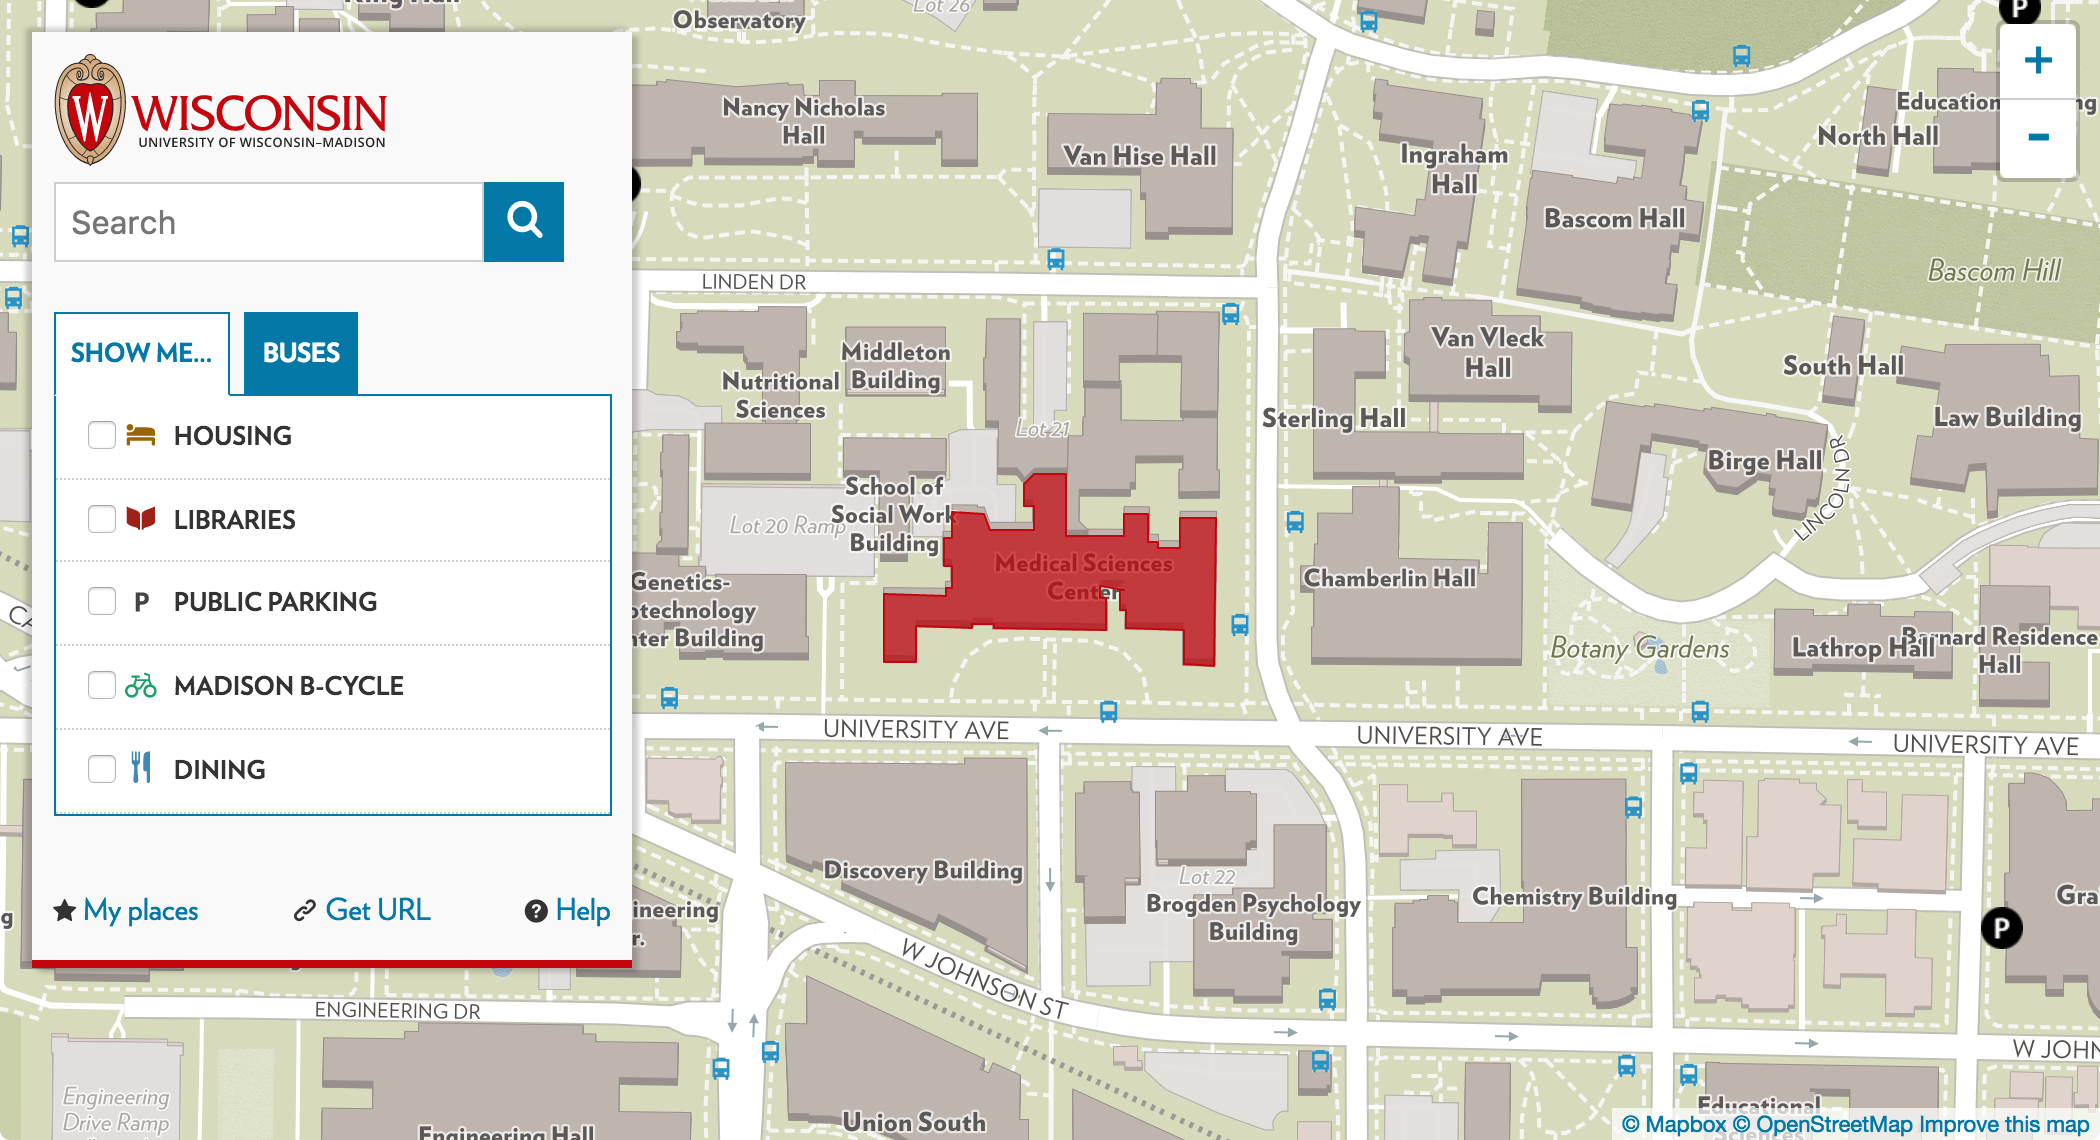 WISCONSIN
UNIVERSITY OF WISCONSIN–MADISON
Search
SHOW ME...
BUSES
HOUSING
LIBRARIES
P PUBLIC PARKING
MADISON B-CYCLE
DINING
My places
Get URL
Help
Observatory
Lot 26
P
+
-
Nancy Nicholas
Hall
Van Hise Hall
Ingraham
Hall
Bascom Hall
North Hall
Education
Bascom Hill
LINDEN DR
Middleton
Building
Nutritional
Sciences
Lot 21
Sterling Hall
Van Vleck
Hall
South Hall
Law Building
Birge Hall
LINCOLN DR
School of
Social Work
Building
Lot 20 Ramp
Medical Sciences
Center
Genetics-
otechnology
nter Building
Chamberlin Hall
Botany Gardens
Lathrop Hall
Barnard Residence
Hall
UNIVERSITY AVE
UNIVERSITY AVE
UNIVERSITY AVE
Discovery Building
Lot 22
Brogden Psychology
Building
Chemistry Building
Gra
P
ineering
r.
W JOHNSON ST
ENGINEERING DR
W JOHN
Engineering
Drive Ramp
Engineering Hall
Union South
Educational
Sciences
© Mapbox © OpenStreetMap Improve this map